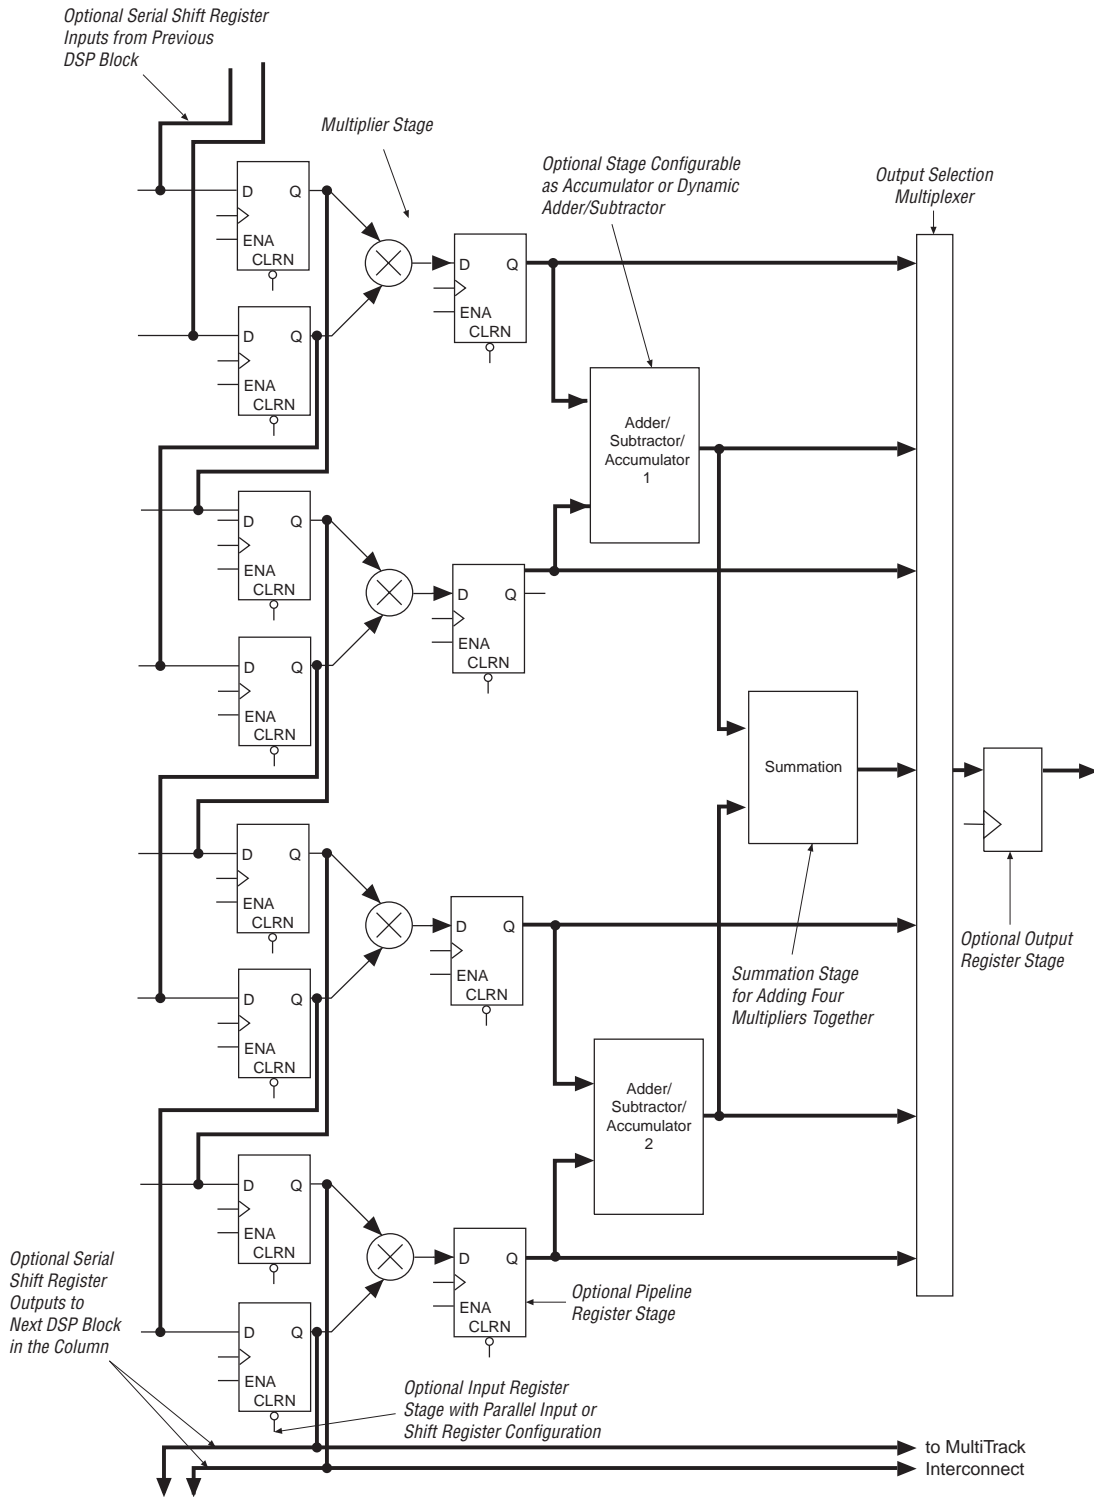 Optional Serial Shift Register
Inputs from Previous
DSP Block
Multiplier Stage
Optional Stage Configurable
as Accumulator or Dynamic
Adder/Subtractor
Output Selection
Multiplexer
D Q
ENA
CLRN
D Q
ENA
CLRN
D Q
ENA
CLRN
Adder/
Subtractor/
Accumulator
1
D Q
ENA
CLRN
D Q
ENA
CLRN
D Q
ENA
CLRN
Summation
D Q
ENA
CLRN
D Q
ENA
CLRN
D Q
ENA
CLRN
Summation Stage
for Adding Four
Multipliers Together
Optional Output
Register Stage
Adder/
Subtractor/
Accumulator
2
D Q
ENA
CLRN
D Q
ENA
CLRN
D Q
ENA
CLRN
Optional Serial
Shift Register
Outputs to
Next DSP Block
in the Column
Optional Pipeline
Register Stage
Optional Input Register
Stage with Parallel Input or
Shift Register Configuration
to MultiTrack
Interconnect